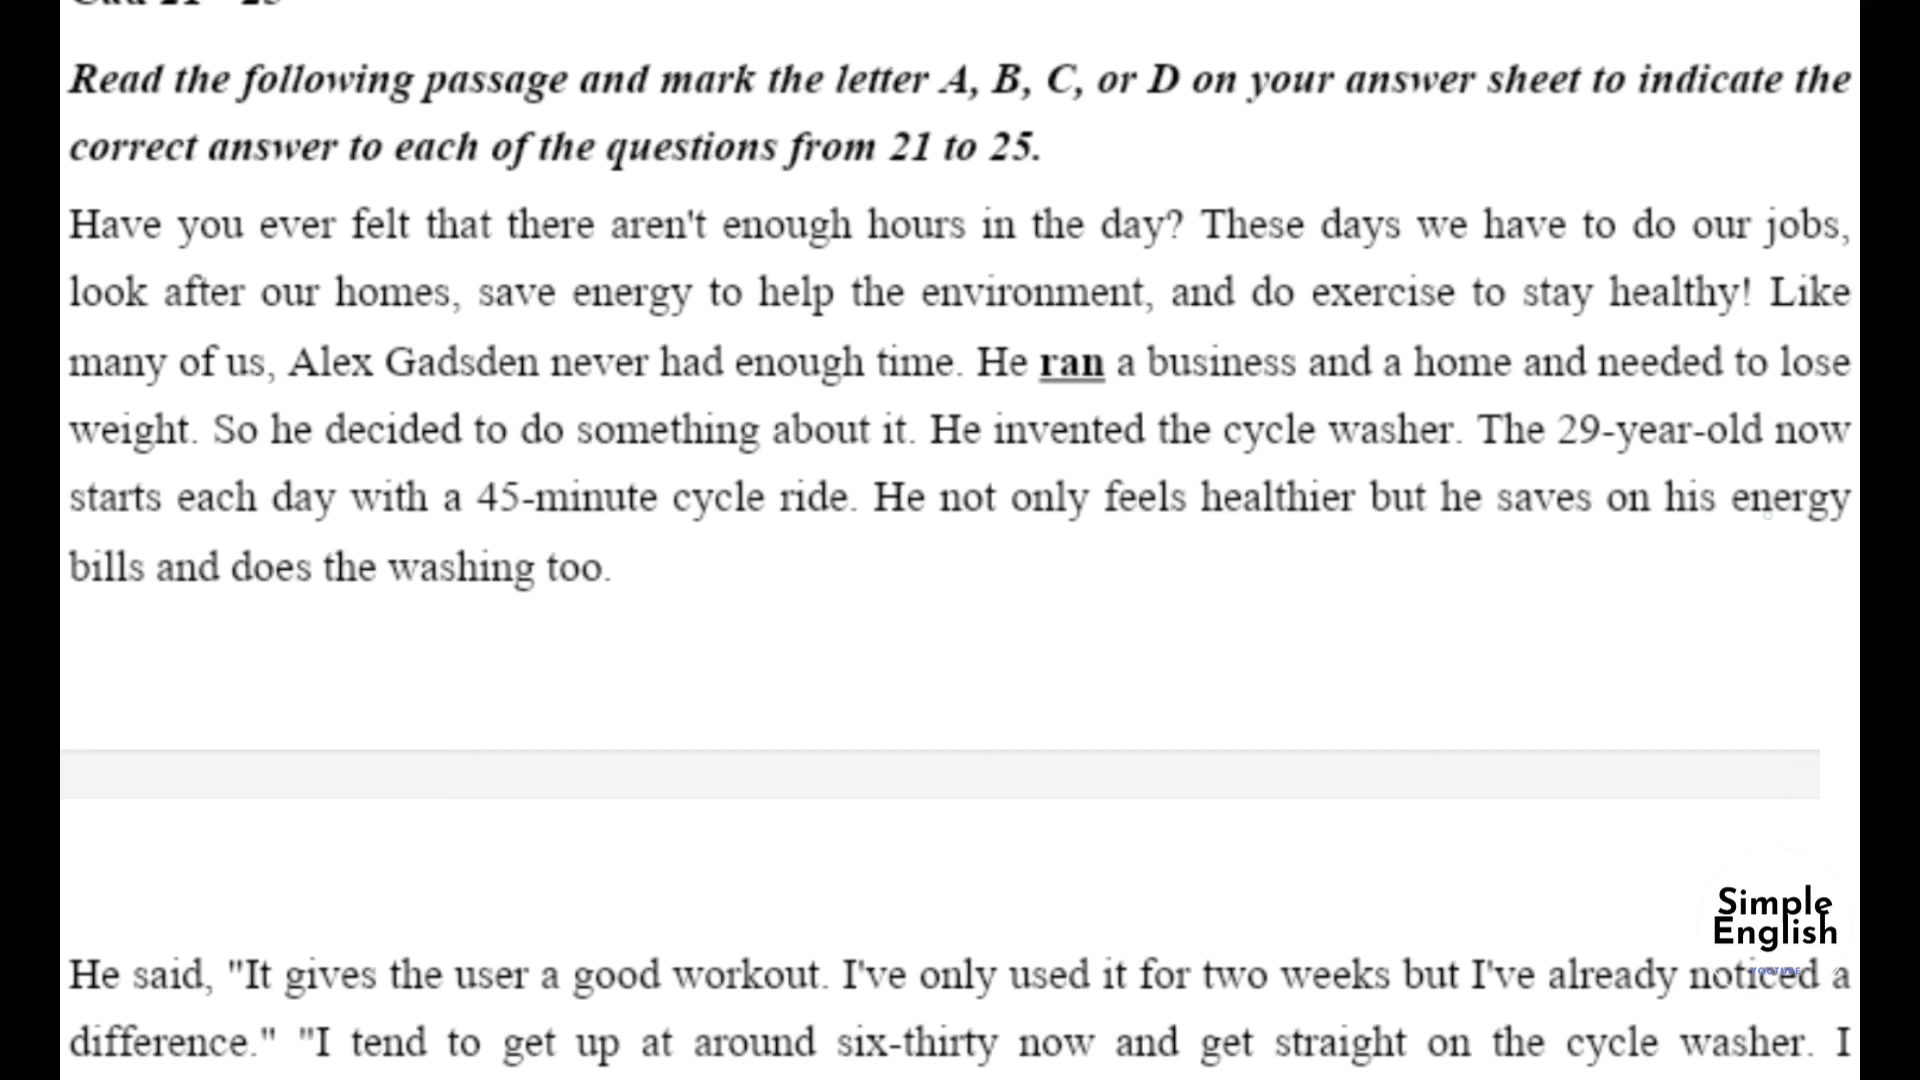 Câu 21 - 25
Read the following passage and mark the letter A, B, C, or D on your answer sheet to indicate the
correct answer to each of the questions from 21 to 25.
Have you ever felt that there aren't enough hours in the day? These days we have to do our jobs,
look after our homes, save energy to help the environment, and do exercise to stay healthy! Like
many of us, Alex Gadsden never had enough time. He ran a business and a home and needed to lose
weight. So he decided to do something about it. He invented the cycle washer. The 29-year-old now
starts each day with a 45-minute cycle ride. He not only feels healthier but he saves on his energy
bills and does the washing too.
Simple
English
YOUTUBE
He said, "It gives the user a good workout. I've only used it for two weeks but I've already noticed a
difference." "I tend to get up at around six-thirty now and get straight on the cycle washer. I